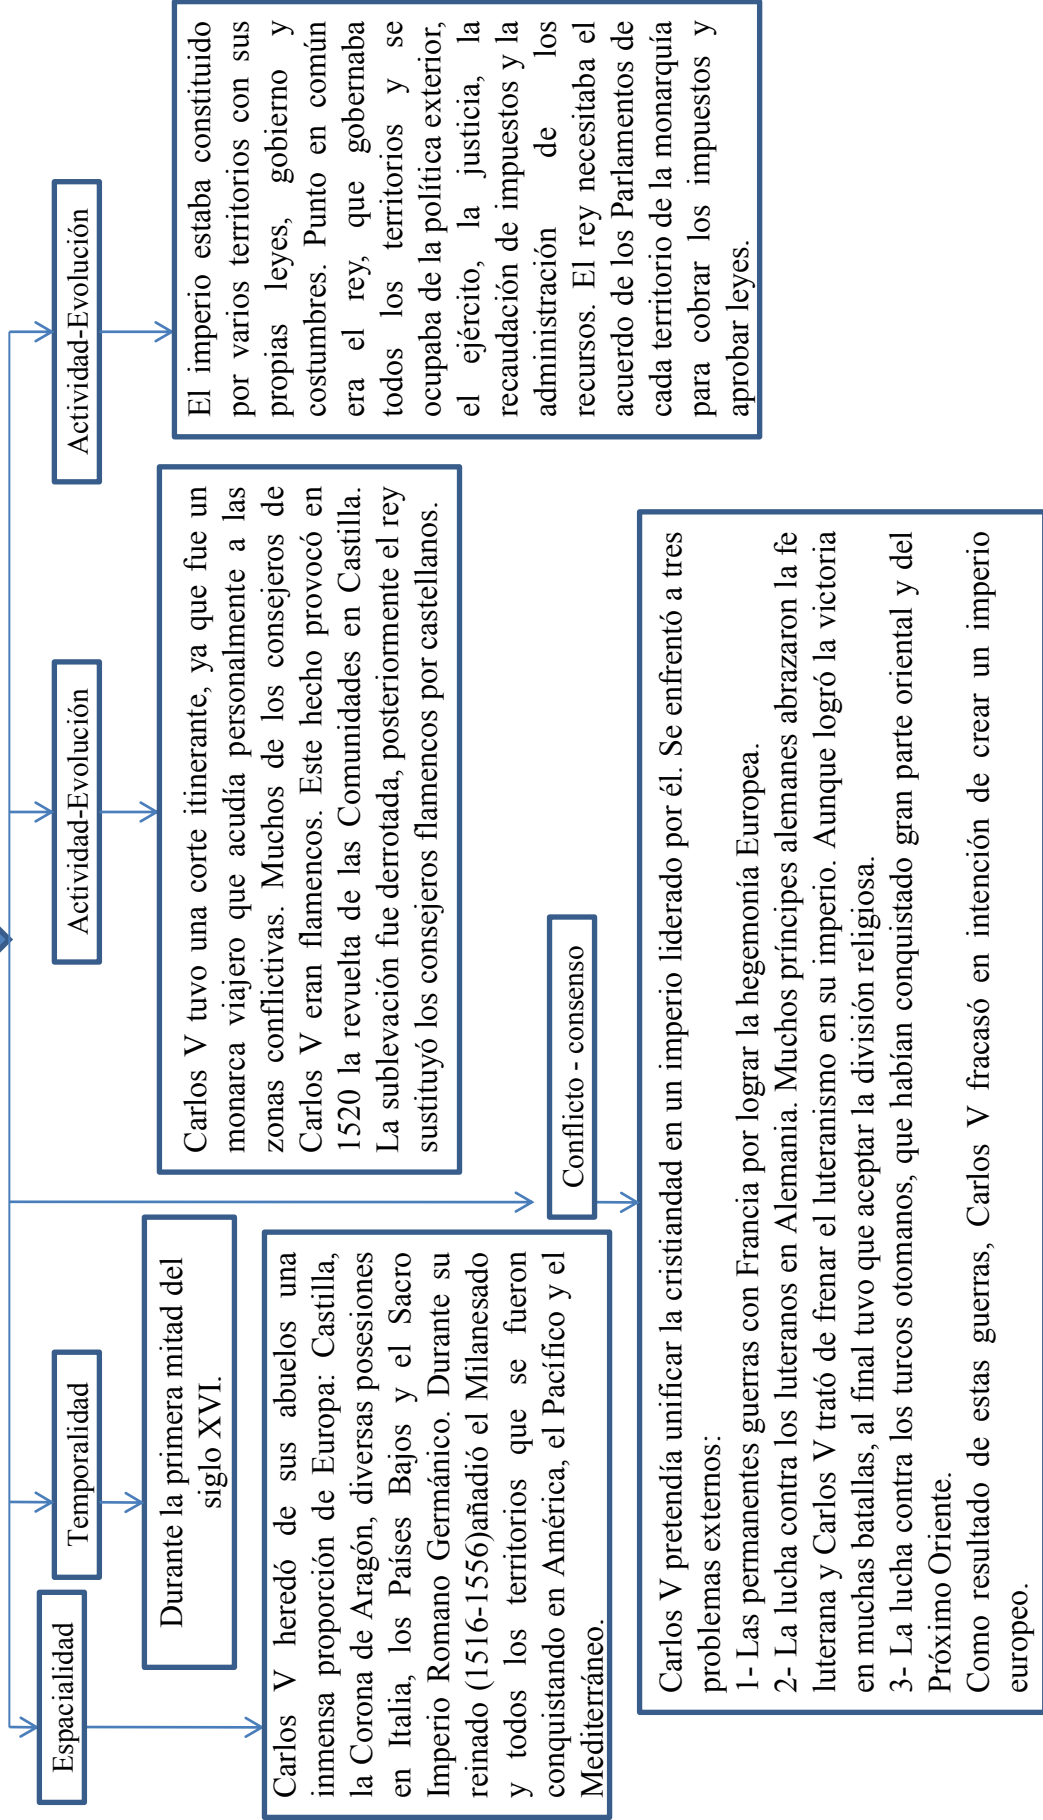 Espacialidad
Carlos V heredó de sus abuelos una
inmensa proporción de Europa: Castilla,
la Corona de Aragón, diversas posesiones
en Italia, los Países Bajos y el Sacro
Imperio Romano Germánico. Durante su
reinado (1516-1556)añadió el Milanesado
y todos los territorios que se fueron
conquistando en América, el Pacífico y el
Mediterráneo.
Temporalidad
Durante la primera mitad del
siglo XVI.
Conflicto - consenso
Carlos V pretendía unificar la cristiandad en un imperio liderado por él. Se enfrentó a tres
problemas externos:
1- Las permanentes guerras con Francia por lograr la hegemonía Europea.
2- La lucha contra los luteranos en Alemania. Muchos príncipes alemanes abrazaron la fe
luterana y Carlos V trató de frenar el luteranismo en su imperio. Aunque logró la victoria
en muchas batallas, al final tuvo que aceptar la división religiosa.
3- La lucha contra los turcos otomanos, que habían conquistado gran parte oriental y del
Próximo Oriente.
Como resultado de estas guerras, Carlos V fracasó en intención de crear un imperio
europeo.
Actividad-Evolución
Carlos V tuvo una corte itinerante, ya que fue un
monarca viajero que acudía personalmente a las
zonas conflictivas. Muchos de los consejeros de
Carlos V eran flamencos. Este hecho provocó en
1520 la revuelta de las Comunidades en Castilla.
La sublevación fue derrotada, posteriormente el rey
sustituyó los consejeros flamencos por castellanos.
Actividad-Evolución
El imperio estaba constituido
por varios territorios con sus
propias leyes, gobierno y
costumbres. Punto en común
era el rey, que gobernaba
todos los territorios y se
ocupaba de la política exterior,
el ejército, la justicia, la
recaudación de impuestos y la
administración de los
recursos. El rey necesitaba el
acuerdo de los Parlamentos de
cada territorio de la monarquía
para cobrar los impuestos y
aprobar leyes.